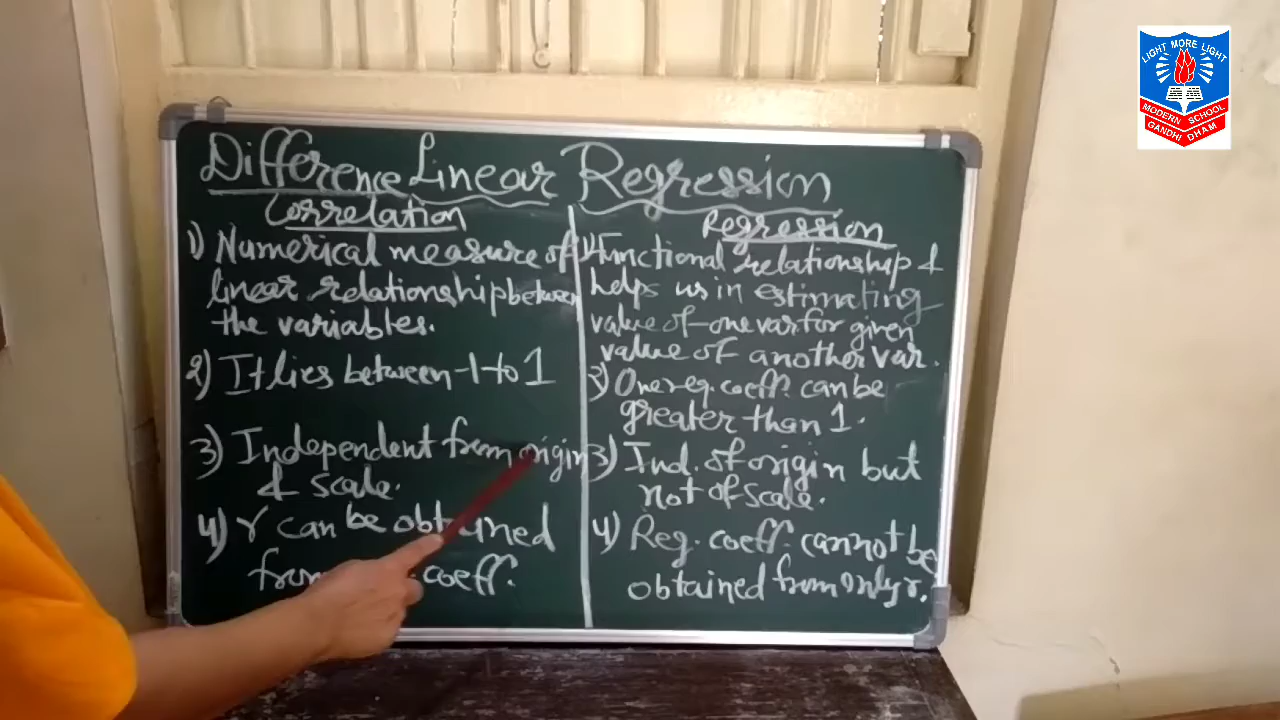 Difference Linear Regression
Correlation
1) Numerical measure of
linear relationship between
the variables.
2) It lies between -1 to 1
3) Independent from origin
& scale.
4) r can be obtained
coeff.
Regression
1) Functional relationship &
helps us in estimating
value of one var for given
value of another var.
2) One reg. coeff. can be
greater than 1.
3) Ind. of origin but
not of scale.
4) Reg. coeff. cannot be
obtained from only r.
LIGHT MORE LIGHT
MODERN SCHOOL
GANDHI DHAM